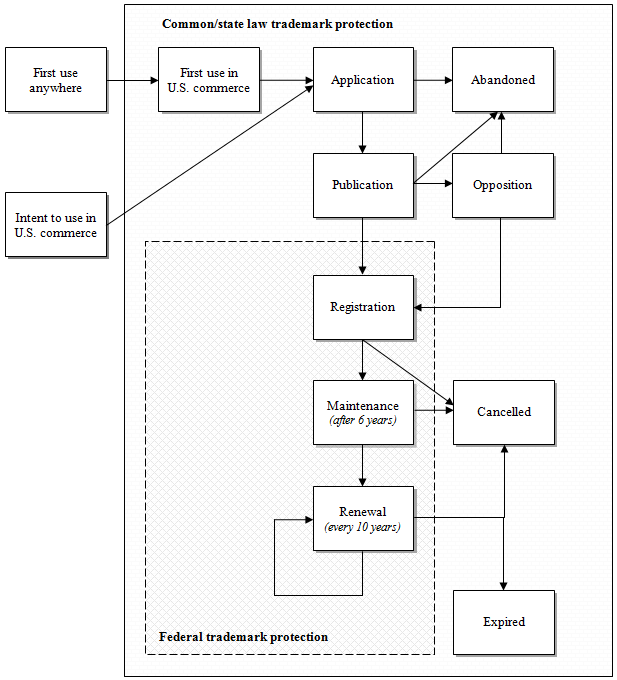 Common/state law trademark protection
First use
anywhere
First use in
U.S. commerce
Application
Abandoned
Publication
Opposition
Intent to use in
U.S. commerce
Registration
Maintenance
(after 6 years)
Cancelled
Renewal
(every 10 years)
Expired
Federal trademark protection